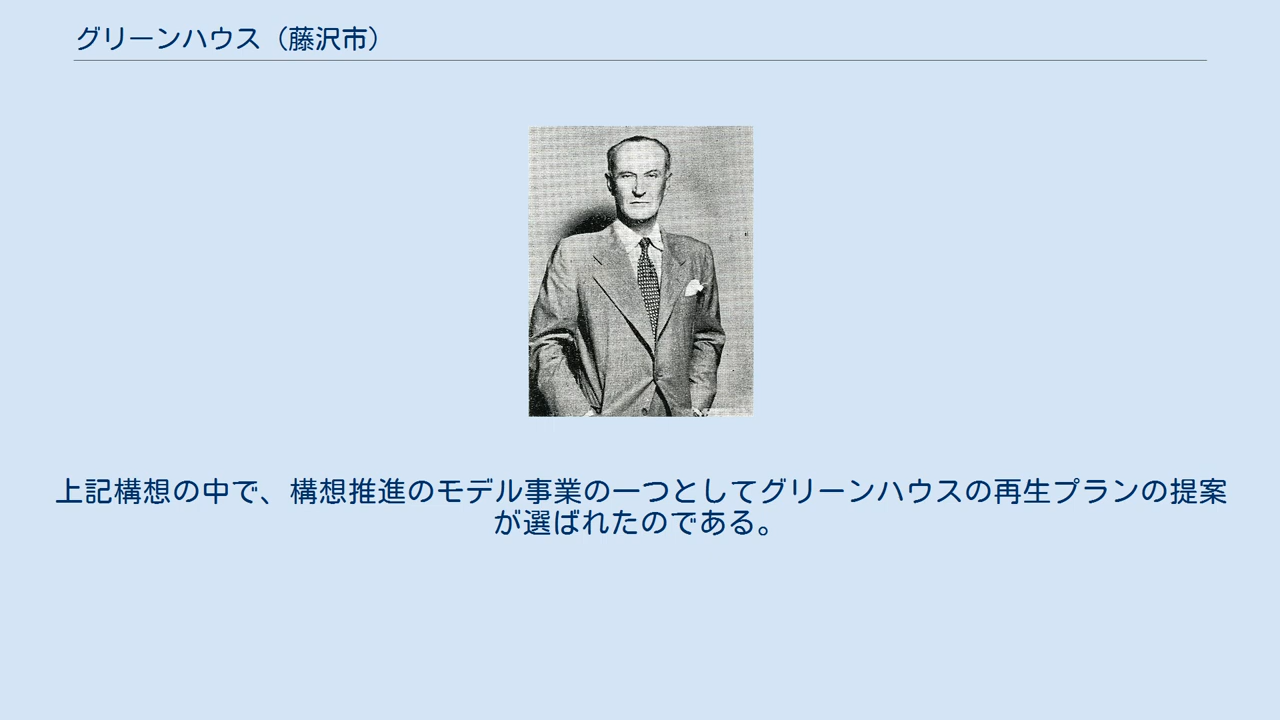 グリーンハウス（藤沢市）
上記構想の中で、構想推進のモデル事業の一つとしてグリーンハウスの再生プランの提案
が選ばれたのである。